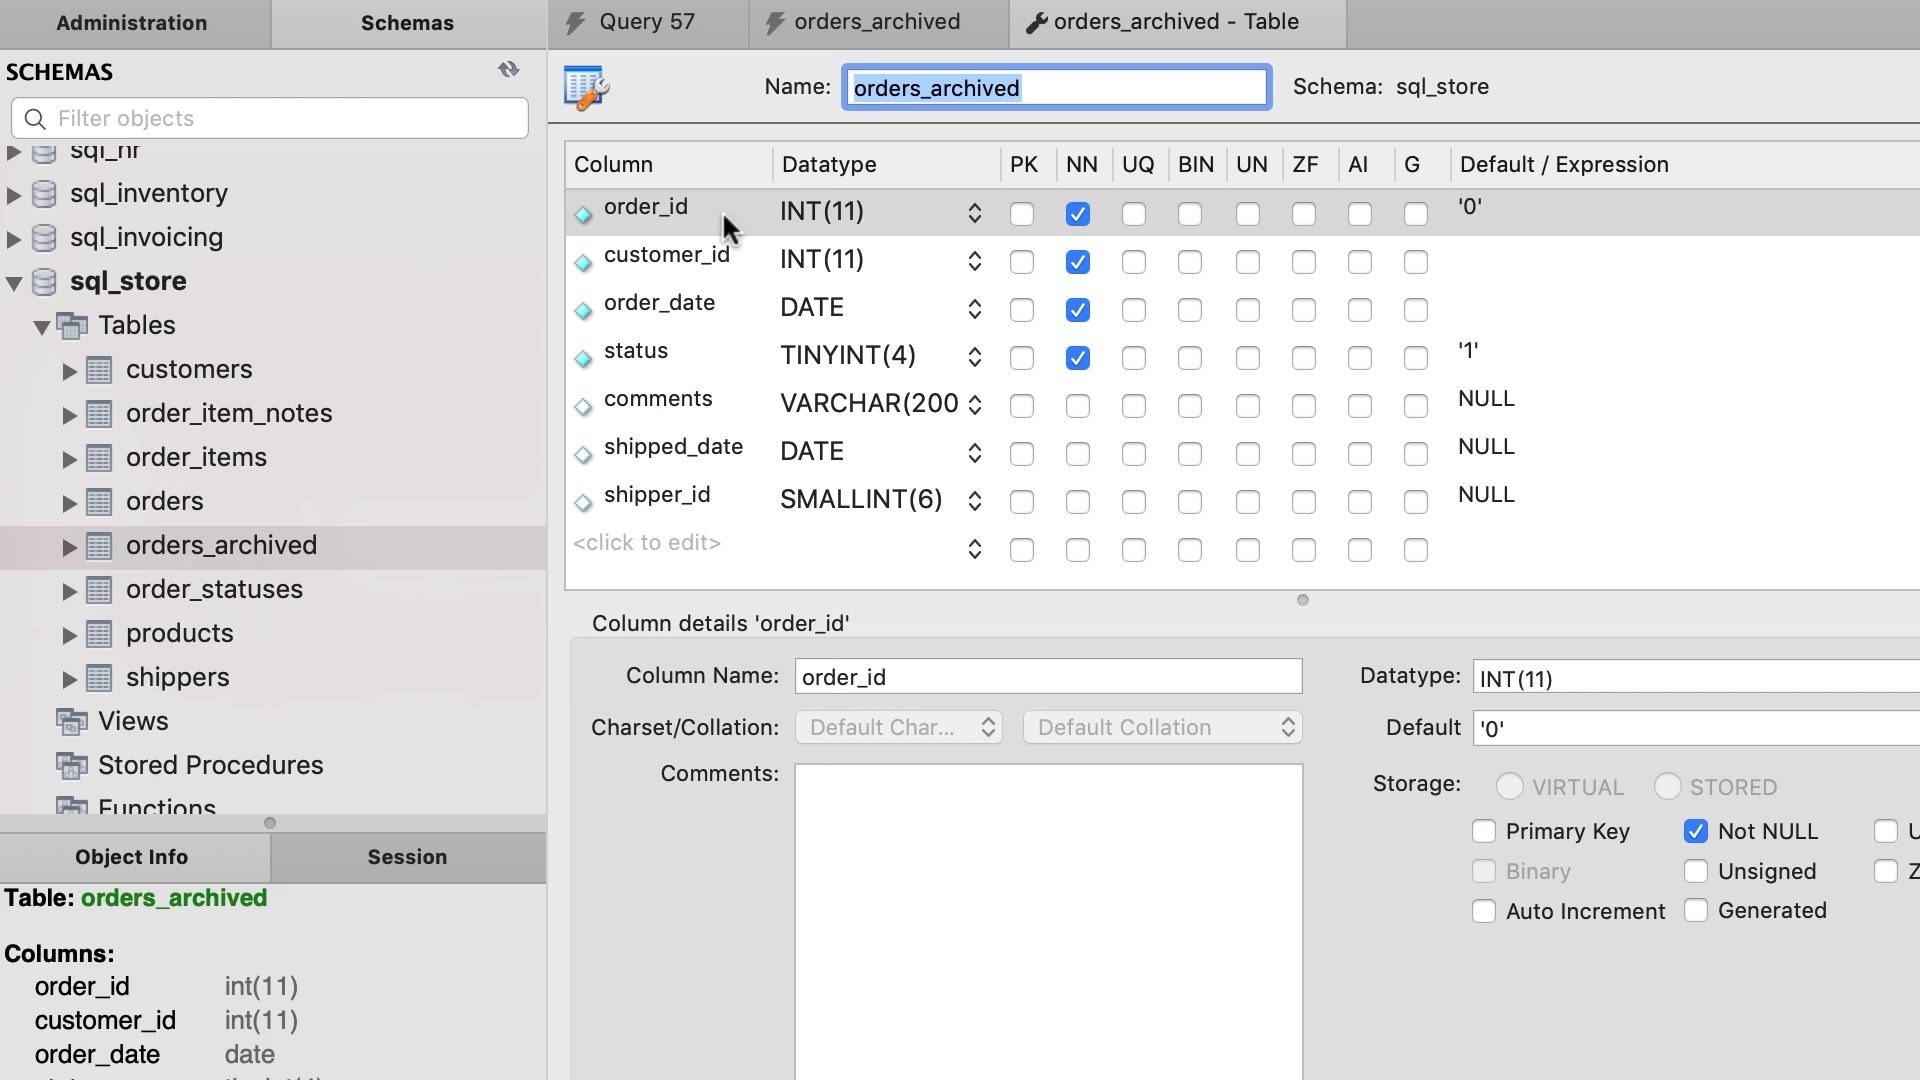 Administration
Schemas
Query 57
orders_archived
orders_archived - Table
SCHEMAS
Filter objects
sql_hr
sql_inventory
sql_invoicing
sql_store
Tables
customers
order_item_notes
order_items
orders
orders_archived
order_statuses
products
shippers
Views
Stored Procedures
Functions
Object Info
Session
Table: orders_archived
Columns:
order_id int(11)
customer_id int(11)
order_date date
Name: orders_archived Schema: sql_store
Column Datatype PK NN UQ BIN UN ZF AI G Default / Expression
order_id INT(11) '0'
customer_id INT(11)
order_date DATE
status TINYINT(4) '1'
comments VARCHAR(200 NULL
shipped_date DATE NULL
shipper_id SMALLINT(6) NULL
<click to edit>
Column details 'order_id'
Column Name: order_id Datatype: INT(11)
Charset/Collation: Default Char... Default Collation Default '0'
Comments: Storage: VIRTUAL STORED
Primary Key Not NULL U
Binary Unsigned Z
Auto Increment Generated